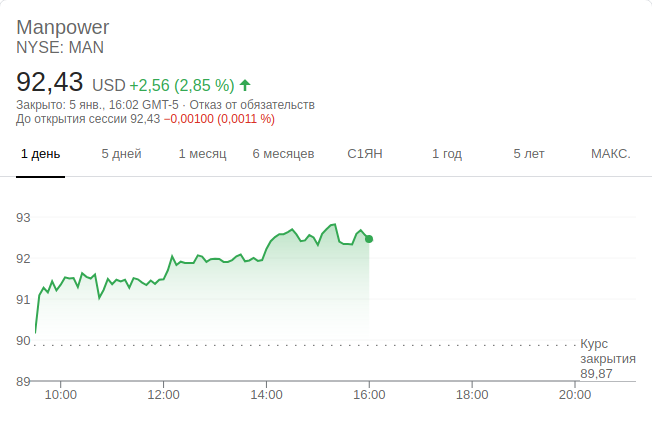 Manpower
NYSE: MAN
92,43 USD +2,56 (2,85 %)
Закрыто: 5 янв., 16:02 GMT-5 · Отказ от обязательств
До открытия сессии 92,43 −0,00100 (0,0011 %)
1 день 5 дней 1 месяц 6 месяцев С1ЯН 1 год 5 лет МАКС.
93
92
91
90
89
Курс
закрытия
89,87
10:00 12:00 14:00 16:00 18:00 20:00